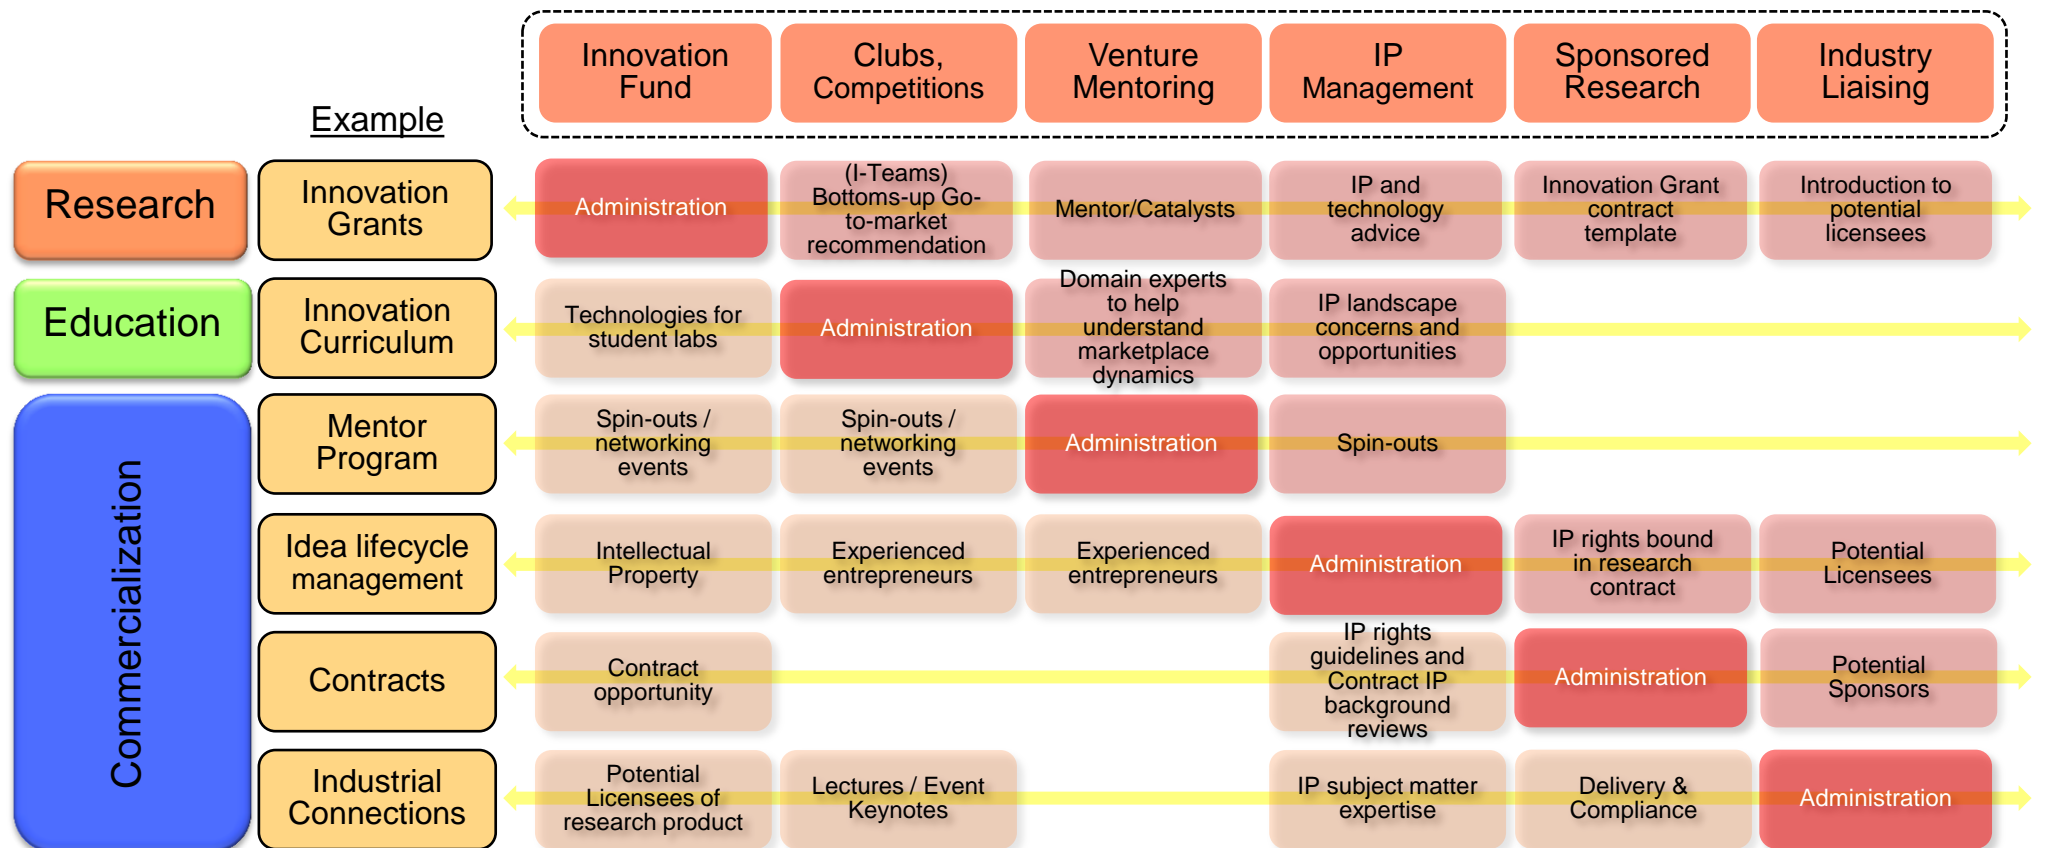 Innovation
Fund
Clubs,
Competitions
Venture
Mentoring
IP
Management
Sponsored
Research
Industry
Liaising
Example
Research
Innovation
Grants
Administration
(I-Teams)
Bottoms-up Go-
to-market
recommendation
Mentor/Catalysts
IP and
technology
advice
Innovation Grant
contract
template
Introduction to
potential
licensees
Education
Innovation
Curriculum
Technologies for
student labs
Administration
Domain experts
to help
understand
marketplace
dynamics
IP landscape
concerns and
opportunities
Commercialization
Mentor
Program
Spin-outs /
networking
events
Spin-outs /
networking
events
Administration
Spin-outs
Idea lifecycle
management
Intellectual
Property
Experienced
entrepreneurs
Experienced
entrepreneurs
Administration
IP rights bound
in research
contract
Potential
Licensees
Contracts
Contract
opportunity
IP rights
guidelines and
Contract IP
background
reviews
Administration
Potential
Sponsors
Industrial
Connections
Potential
Licensees of
research product
Lectures / Event
Keynotes
IP subject matter
expertise
Delivery &
Compliance
Administration